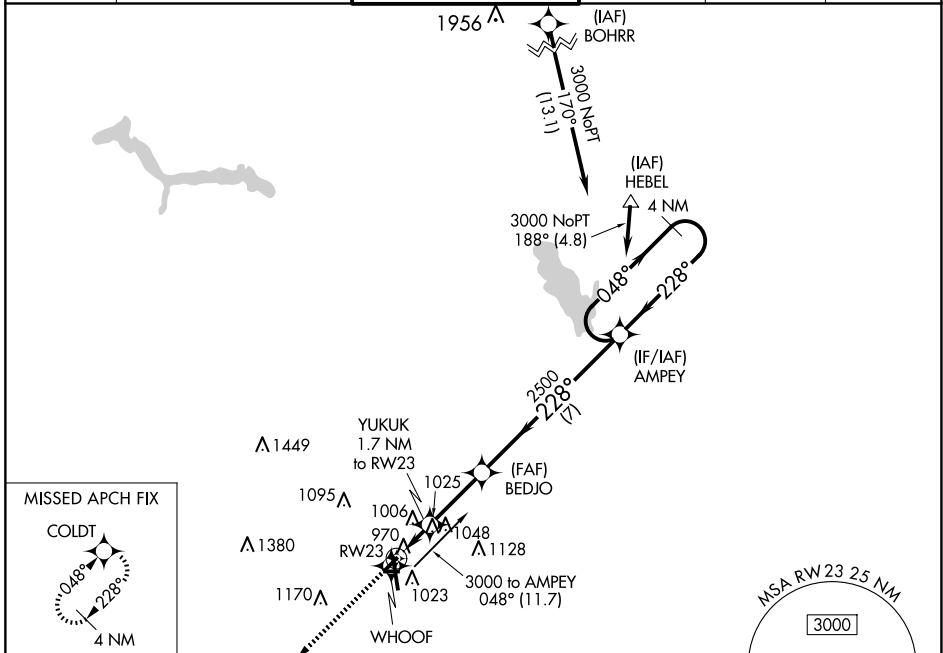 1956
(IAF)
BOHRR
3000 NoPT
170°
(13.1)
(IAF)
HEBEL
4 NM
3000 NoPT
188° (4.8)
048°
228°
(IF/IAF)
AMPEY
2500
228°
(7)
YUKUK
1.7 NM
to RW23
1449
(FAF)
BEDJO
1025
1095
1006
1048
970
1380
RW23
1128
3000 to AMPEY
048° (11.7)
1170
1023
WHOOF
MISSED APCH FIX
COLDT
048°
228°
4 NM
MSA RW23 25 NM
3000